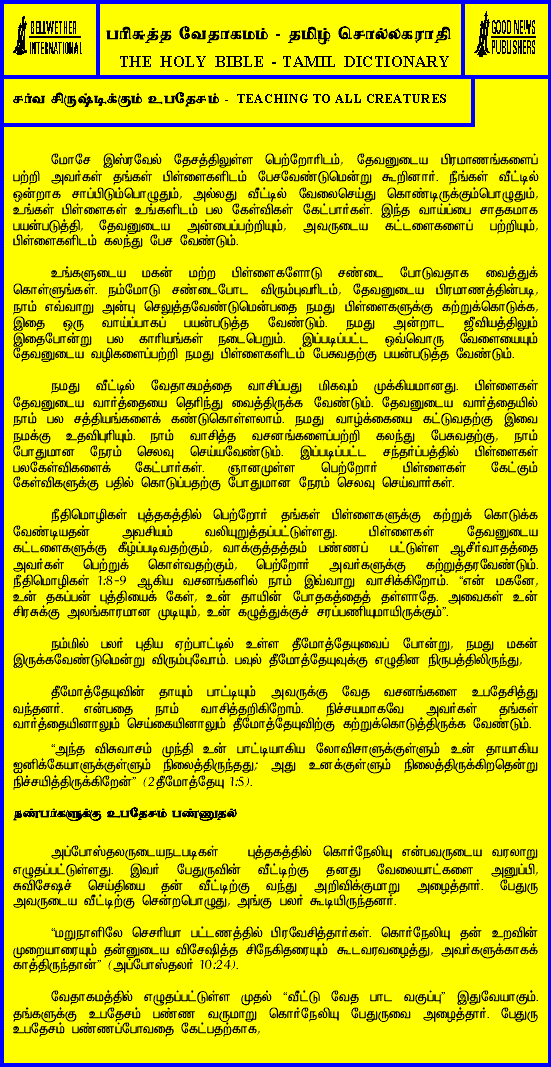 BELLWETHER
INTERNATIONAL
பரிசுத்த வேதாகமம் - தமிழ் சொல்லகராதி
THE HOLY BIBLE - TAMIL DICTIONARY
GOOD NEWS
PUBLISHERS
சர்வ சிருஷ்டிக்கும் உபதேசம் - TEACHING TO ALL CREATURES
மோசே இஸ்ரவேல் தேசத்திலுள்ள பெற்றோரிடம், தேவனுடைய பிரமாணங்களைப்
பற்றி அவர்கள் தங்கள் பிள்ளைகளிடம் பேசவேண்டுமென்று கூறினார். நீங்கள் வீட்டில்
ஒன்றாக சாப்பிடும்பொழுதும், அல்லது வீட்டில் வேலைசெய்து கொண்டிருக்கும்பொழுதும்,
உங்கள் பிள்ளைகள் உங்களிடம் பல கேள்விகள் கேட்பார்கள். இந்த வாய்ப்பை சாதகமாக
பயன்படுத்தி, தேவனுடைய அன்பைப்பற்றியும், அவருடைய கட்டளைகளைப் பற்றியும்,
பிள்ளைகளிடம் கலந்து பேச வேண்டும்.
உங்களுடைய மகன் மற்ற பிள்ளைகளோடு சண்டை போடுவதாக வைத்துக்
கொள்ளுங்கள். நம்மோடு சண்டைபோட விரும்புவரிடம், தேவனுடைய பிரமாணத்தின்படி,
நாம் எவ்வாறு அன்பு செலுத்தவேண்டுமென்பதை நமது பிள்ளைகளுக்கு கற்றுக்கொடுக்க,
இதை ஒரு வாய்ப்பாகப் பயன்படுத்த வேண்டும். நமது அன்றாட ஜீவியத்திலும்
இதைபோன்று பல காரியங்கள் நடைபெறும். இப்படிப்பட்ட ஒவ்வொரு வேளையையும்
தேவனுடைய வழிகளைப்பற்றி நமது பிள்ளைகளிடம் பேசுவதற்கு பயன்படுத்த வேண்டும்.
நமது வீட்டில் வேதாகமத்தை வாசிப்பது மிகவும் முக்கியமானது. பிள்ளைகள்
தேவனுடைய வார்த்தையை தெரிந்து வைத்திருக்க வேண்டும். தேவனுடைய வார்த்தையில்
நாம் பல சத்தியங்களைக் கண்டுகொள்ளலாம். நமது வாழ்க்கையை கட்டுவதற்கு இவை
நமக்கு உதவிபுரியும். நாம் வாசித்த வசனங்களைப்பற்றி கலந்து பேசுவதற்கு, நாம்
போதுமான நேரம் செலவு செய்யவேண்டும். இப்படிப்பட்ட சந்தர்ப்பத்தில் பிள்ளைகள்
பலகேள்விகளைக் கேட்பார்கள். ஞானமுள்ள பெற்றோர் பிள்ளைகள் கேட்கும்
கேள்விகளுக்கு பதில் கொடுப்பதற்கு போதுமான நேரம் செலவு செய்வார்கள்.
நீதிமொழிகள் புத்தகத்தில் பெற்றோர் தங்கள் பிள்ளைகளுக்கு கற்றுக் கொடுக்க
வேண்டியதன் அவசியம் வலியுறுத்தப்பட்டுள்ளது. பிள்ளைகள் தேவனுடைய
கட்டளைகளுக்கு கீழ்ப்படிவதற்கும், வாக்குத்தத்தம் பண்ணப் பட்டுள்ள ஆசீர்வாதத்தை
அவர்கள் பெற்றுக் கொள்வதற்கும், பெற்றோர் அவர்களுக்கு கற்றுத்தரவேண்டும்.
நீதிமொழிகள் 1:8-9 ஆகிய வசனங்களில் நாம் இவ்வாறு வாசிக்கிறோம். “என் மகனே,
உன் தகப்பன் புத்தியைக் கேள், உன் தாயின் போதகத்தைத் தள்ளாதே. அவைகள் உன்
சிரசுக்கு அலங்காரமான முடியும், உன் கழுத்துக்குச் சரப்பணியுமாயிருக்கும்”.
நம்மில் பலர் புதிய ஏற்பாட்டில் உள்ள தீமோத்தேயுவைப் போன்று, நமது மகன்
இருக்கவேண்டுமென்று விரும்புவோம். பவுல் தீமோத்தேயுவுக்கு எழுதின நிருபத்திலிருந்து,
தீமோத்தேயுவின் தாயும் பாட்டியும் அவருக்கு வேத வசனங்களை உபதேசித்து
வந்தனர். என்பதை நாம் வாசித்தறிகிறோம். நிச்சயமாகவே அவர்கள் தங்கள்
வார்த்தையினாலும் செய்கையினாலும் தீமோத்தேயுவிற்கு கற்றுக்கொடுத்திருக்க வேண்டும்.
“அந்த விசுவாசம் முந்தி உன் பாட்டியாகிய லோவிசாளுக்குள்ளும் உன் தாயாகிய
ஐனிக்கேயாளுக்குள்ளும் நிலைத்திருந்தது; அது உனக்குள்ளும் நிலைத்திருக்கிறதென்று
நிச்சயித்திருக்கிறேன்” (2தீமோத்தேயு 1:5).
நண்பர்களுக்கு உபதேசம் பண்ணுதல்
அப்போஸ்தலருடையநடபடிகள் புத்தகத்தில் கொர்நேலியு என்பவருடைய வரலாறு
எழுதப்பட்டுள்ளது. இவர் பேதுருவின் வீட்டிற்கு தனது வேலையாட்களை அனுப்பி,
சுவிசேஷச் செய்தியை தன் வீட்டிற்கு வந்து அறிவிக்குமாறு அழைத்தார். பேதுரு
அவருடைய வீட்டிற்கு சென்றபொழுது, அங்கு பலர் கூடியிருந்தனர்.
“மறுநாளிலே செசரியா பட்டணத்தில் பிரவேசித்தார்கள். கொர்நேலியு தன் உறவின்
முறையாரையும் தன்னுடைய விசேஷித்த சிநேகிதரையும் கூடவரவழைத்து, அவர்களுக்காகக்
காத்திருந்தான்” (அப்போஸ்தலர் 10:24).
வேதாகமத்தில் எழுதப்பட்டுள்ள முதல் “வீட்டு வேத பாட வகுப்பு” இதுவேயாகும்.
தங்களுக்கு உபதேசம் பண்ண வருமாறு கொர்நேலியு பேதுருவை அழைத்தார். பேதுரு
உபதேசம் பண்ணப்போவதை கேட்பதற்காக,